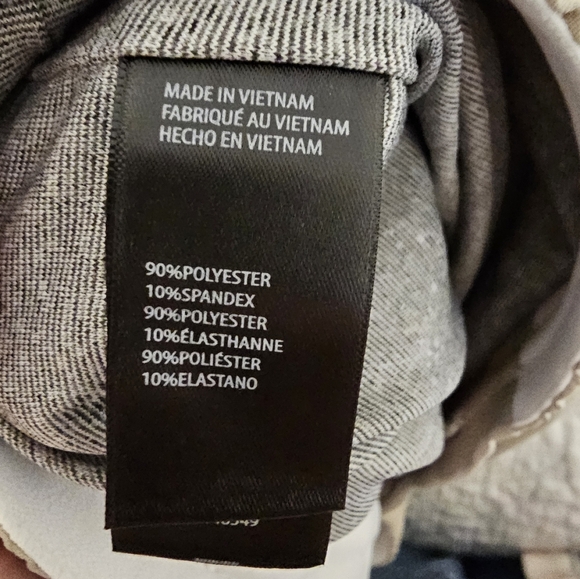 MADE IN VIETNAM
FABRIQUÉ AU VIETNAM
HECHO EN VIETNAM
90%POLYESTER
10%SPANDEX
90%POLYESTER
10%ÉLASTHANNE
90%POLIÉSTER
10%ELASTANO